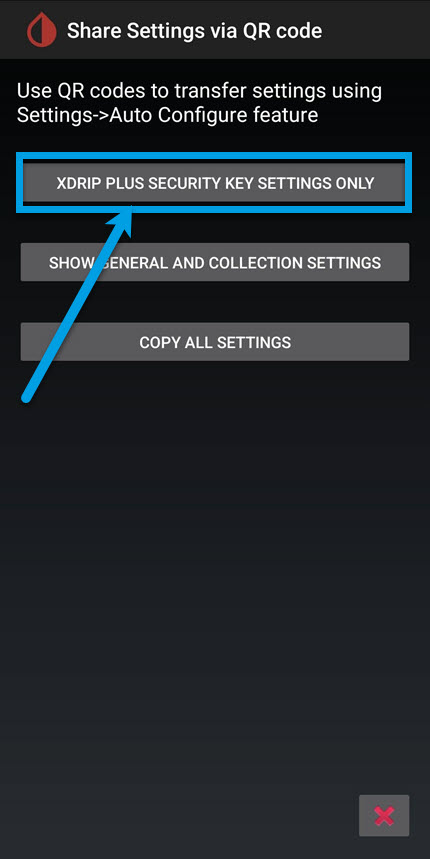 Share Settings via QR code
Use QR codes to transfer settings using
Settings->Auto Configure feature
XDRIP PLUS SECURITY KEY SETTINGS ONLY
SHOW GENERAL AND COLLECTION SETTINGS
COPY ALL SETTINGS